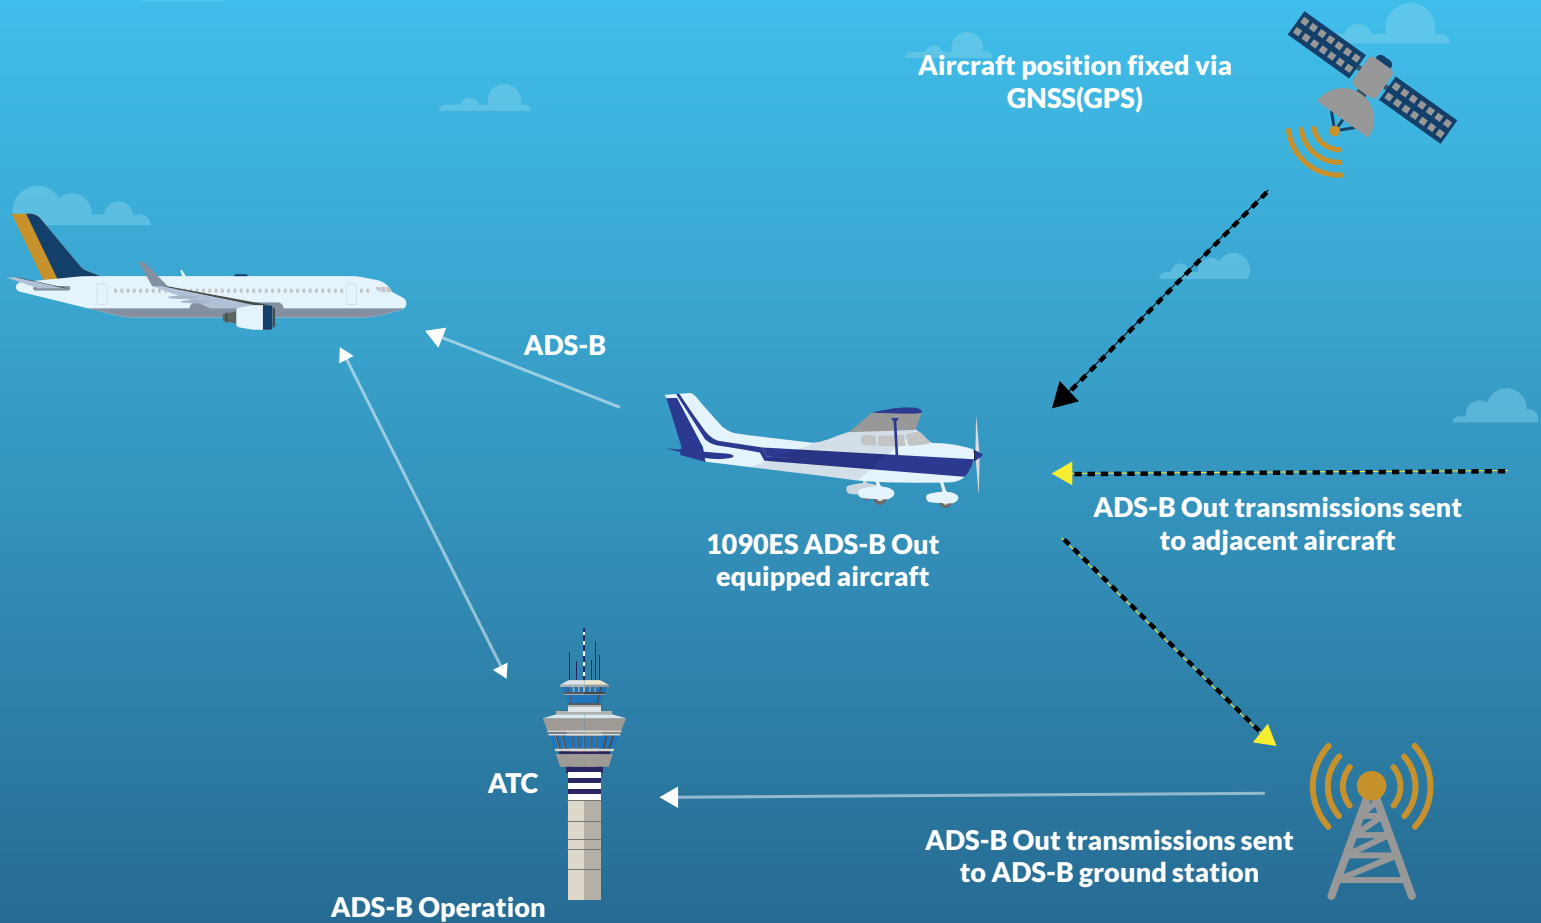 Aircraft position fixed via
GNSS(GPS)
ADS-B
ADS-B Out transmissions sent
to adjacent aircraft
1090ES ADS-B Out
equipped aircraft
ATC
ADS-B Out transmissions sent
to ADS-B ground station
ADS-B Operation